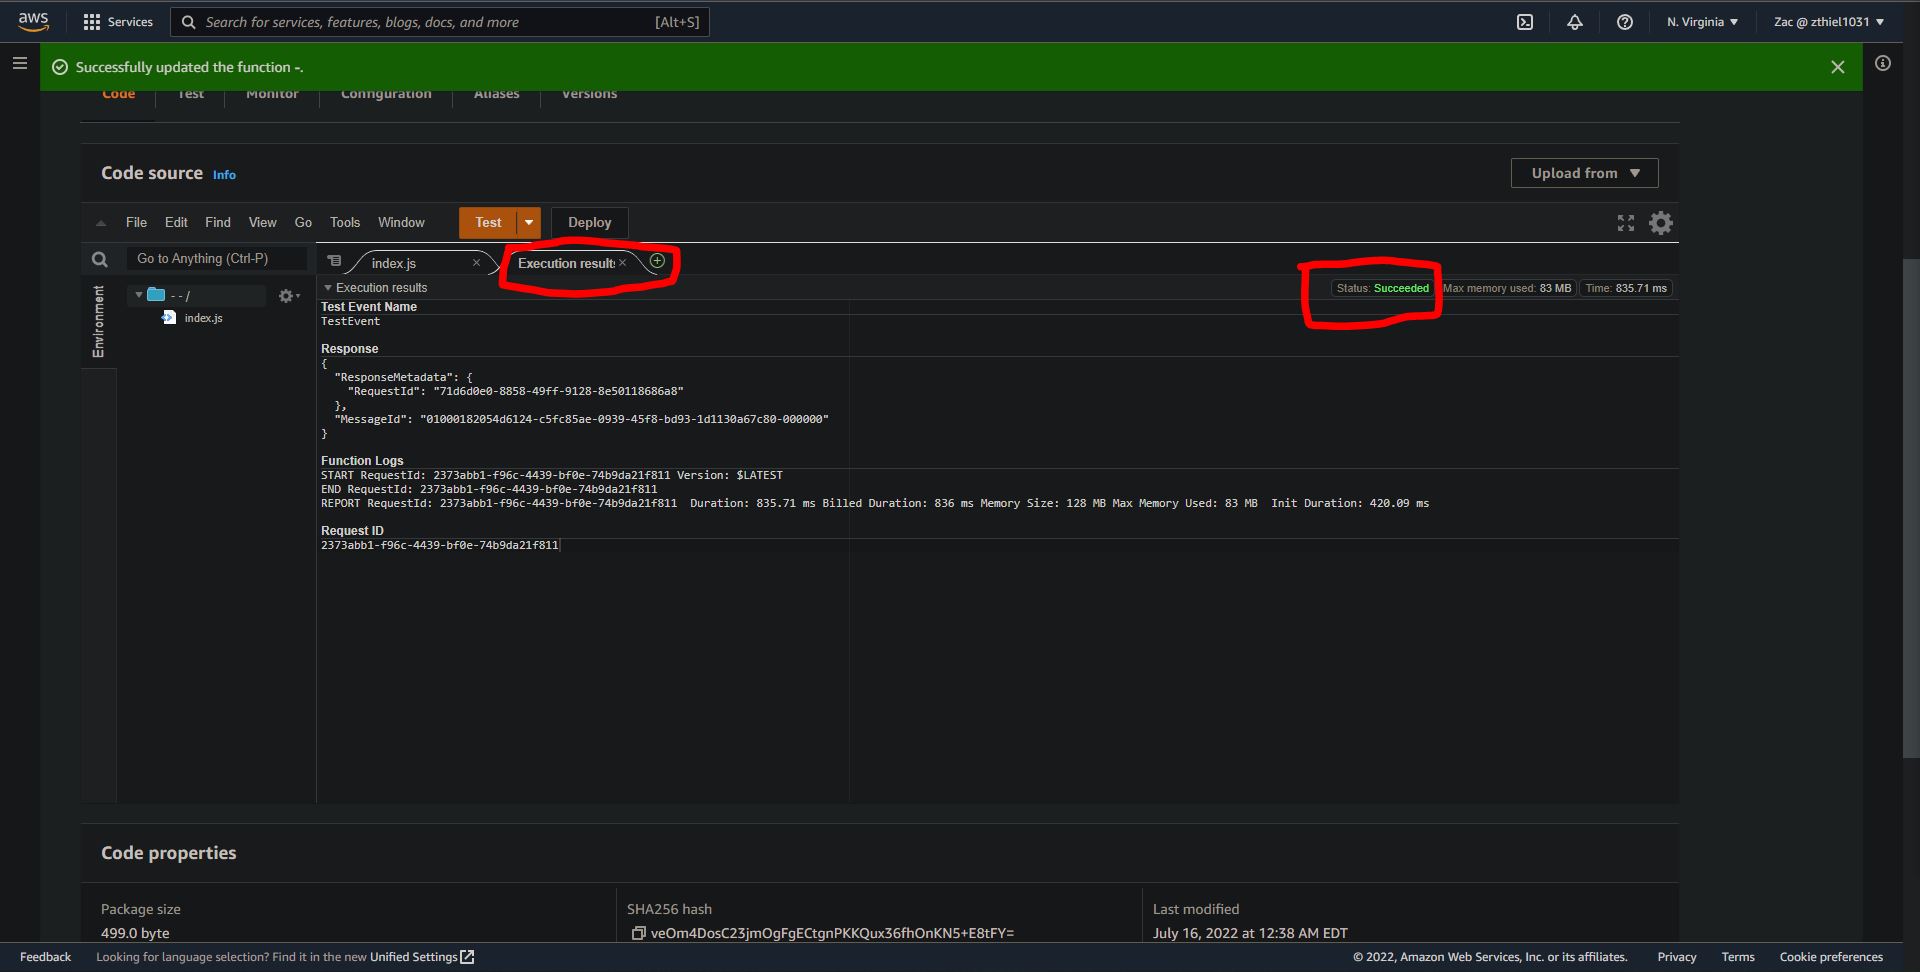 aws Services Search for services, features, blogs, docs, and more [Alt+S] N. Virginia Zac @ zthiel1031
Successfully updated the function -.
Code Test Monitor Configuration Aliases Versions
Code source Info Upload from
File Edit Find View Go Tools Window Test Deploy
Go to Anything (Ctrl-P) index.js Execution result
Environment
- - /
index.js
Execution results Status: Succeeded Max memory used: 83 MB Time: 835.71 ms
Test Event Name
TestEvent
Response
{
"ResponseMetadata": {
"RequestId": "71d6d0e0-8858-49ff-9128-8e50118686a8"
},
"MessageId": "01000182054d6124-c5fc85ae-0939-45f8-bd93-1d1130a67c80-000000"
}
Function Logs
START RequestId: 2373abb1-f96c-4439-bf0e-74b9da21f811 Version: $LATEST
END RequestId: 2373abb1-f96c-4439-bf0e-74b9da21f811
REPORT RequestId: 2373abb1-f96c-4439-bf0e-74b9da21f811 Duration: 835.71 ms Billed Duration: 836 ms Memory Size: 128 MB Max Memory Used: 83 MB Init Duration: 420.09 ms
Request ID
2373abb1-f96c-4439-bf0e-74b9da21f811
Code properties
Package size SHA256 hash Last modified
499.0 byte veOm4DosC23jmOgFgECtgnPKKQux36fhOnKN5+E8tFY= July 16, 2022 at 12:38 AM EDT
Feedback Looking for language selection? Find it in the new Unified Settings © 2022, Amazon Web Services, Inc. or its affiliates. Privacy Terms Cookie preferences